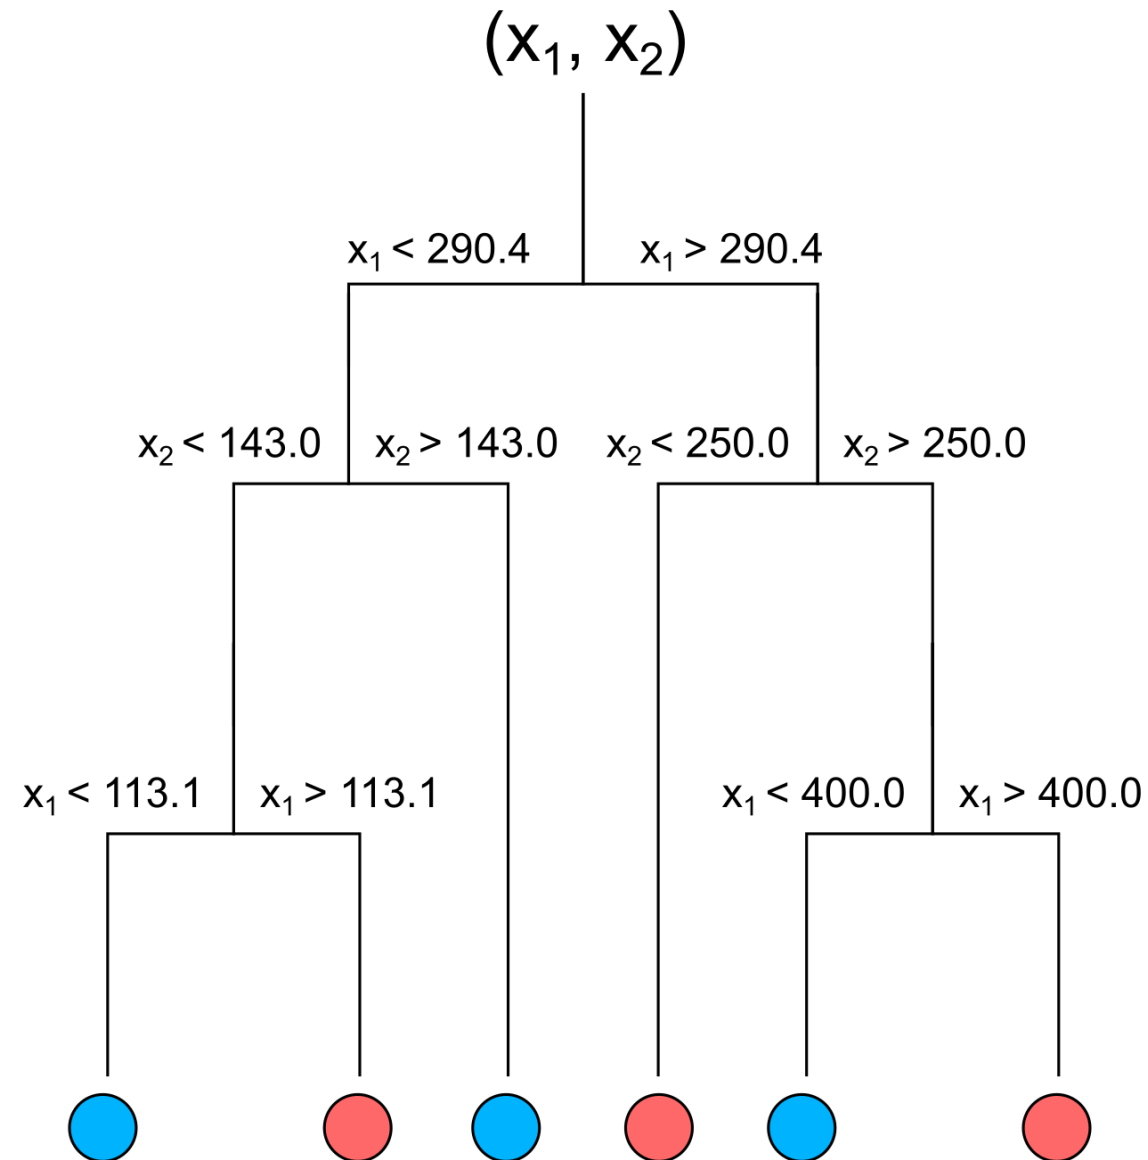 (x₁, x₂)
x₁ < 290.4 x₁ > 290.4
x₂ < 143.0 x₂ > 143.0 x₂ < 250.0 x₂ > 250.0
x₁ < 113.1 x₁ > 113.1 x₁ < 400.0 x₁ > 400.0